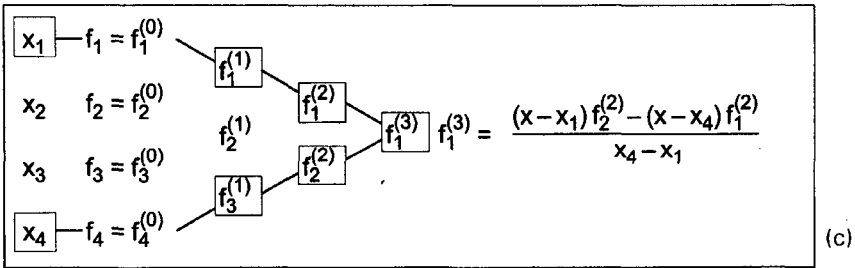 x₁ f₁ = f₁⁽⁰⁾
f₁⁽¹⁾
x₂ f₂ = f₂⁽⁰⁾ f₁⁽²⁾
f₂⁽¹⁾ f₁⁽³⁾ f₁⁽³⁾ = (x−x₁) f₂⁽²⁾ − (x−x₄) f₁⁽²⁾ / x₄−x₁
x₃ f₃ = f₃⁽⁰⁾ f₂⁽²⁾
f₃⁽¹⁾
x₄ f₄ = f₄⁽⁰⁾
(c)